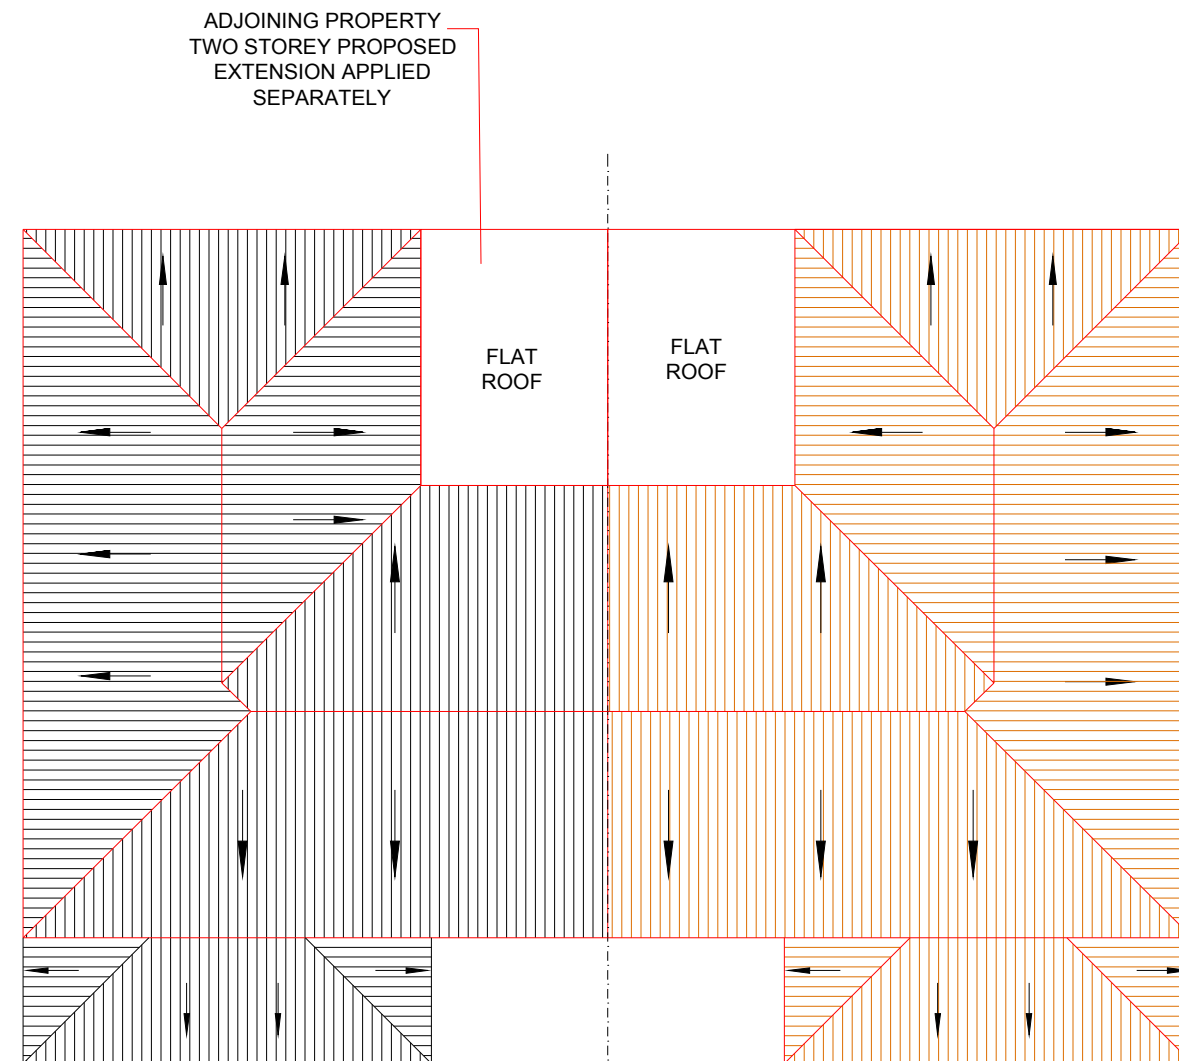 ADJOINING PROPERTY
TWO STOREY PROPOSED
EXTENSION APPLIED
SEPARATELY
FLAT
ROOF
FLAT
ROOF